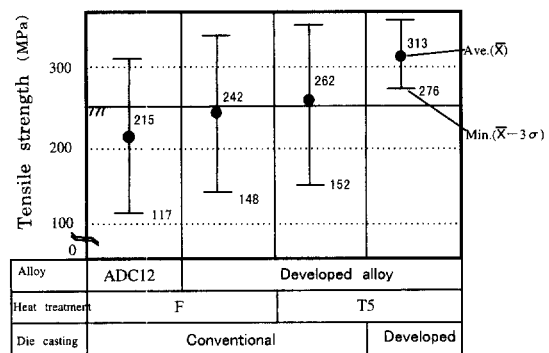 Tensile strength (MPa)
300
200
100
0
215
117
242
148
262
152
313
276
Ave.(X̄)
Min.(X̄−3σ)
Alloy ADC12 Developed alloy
Heat treatment F T5
Die casting Conventional Developed